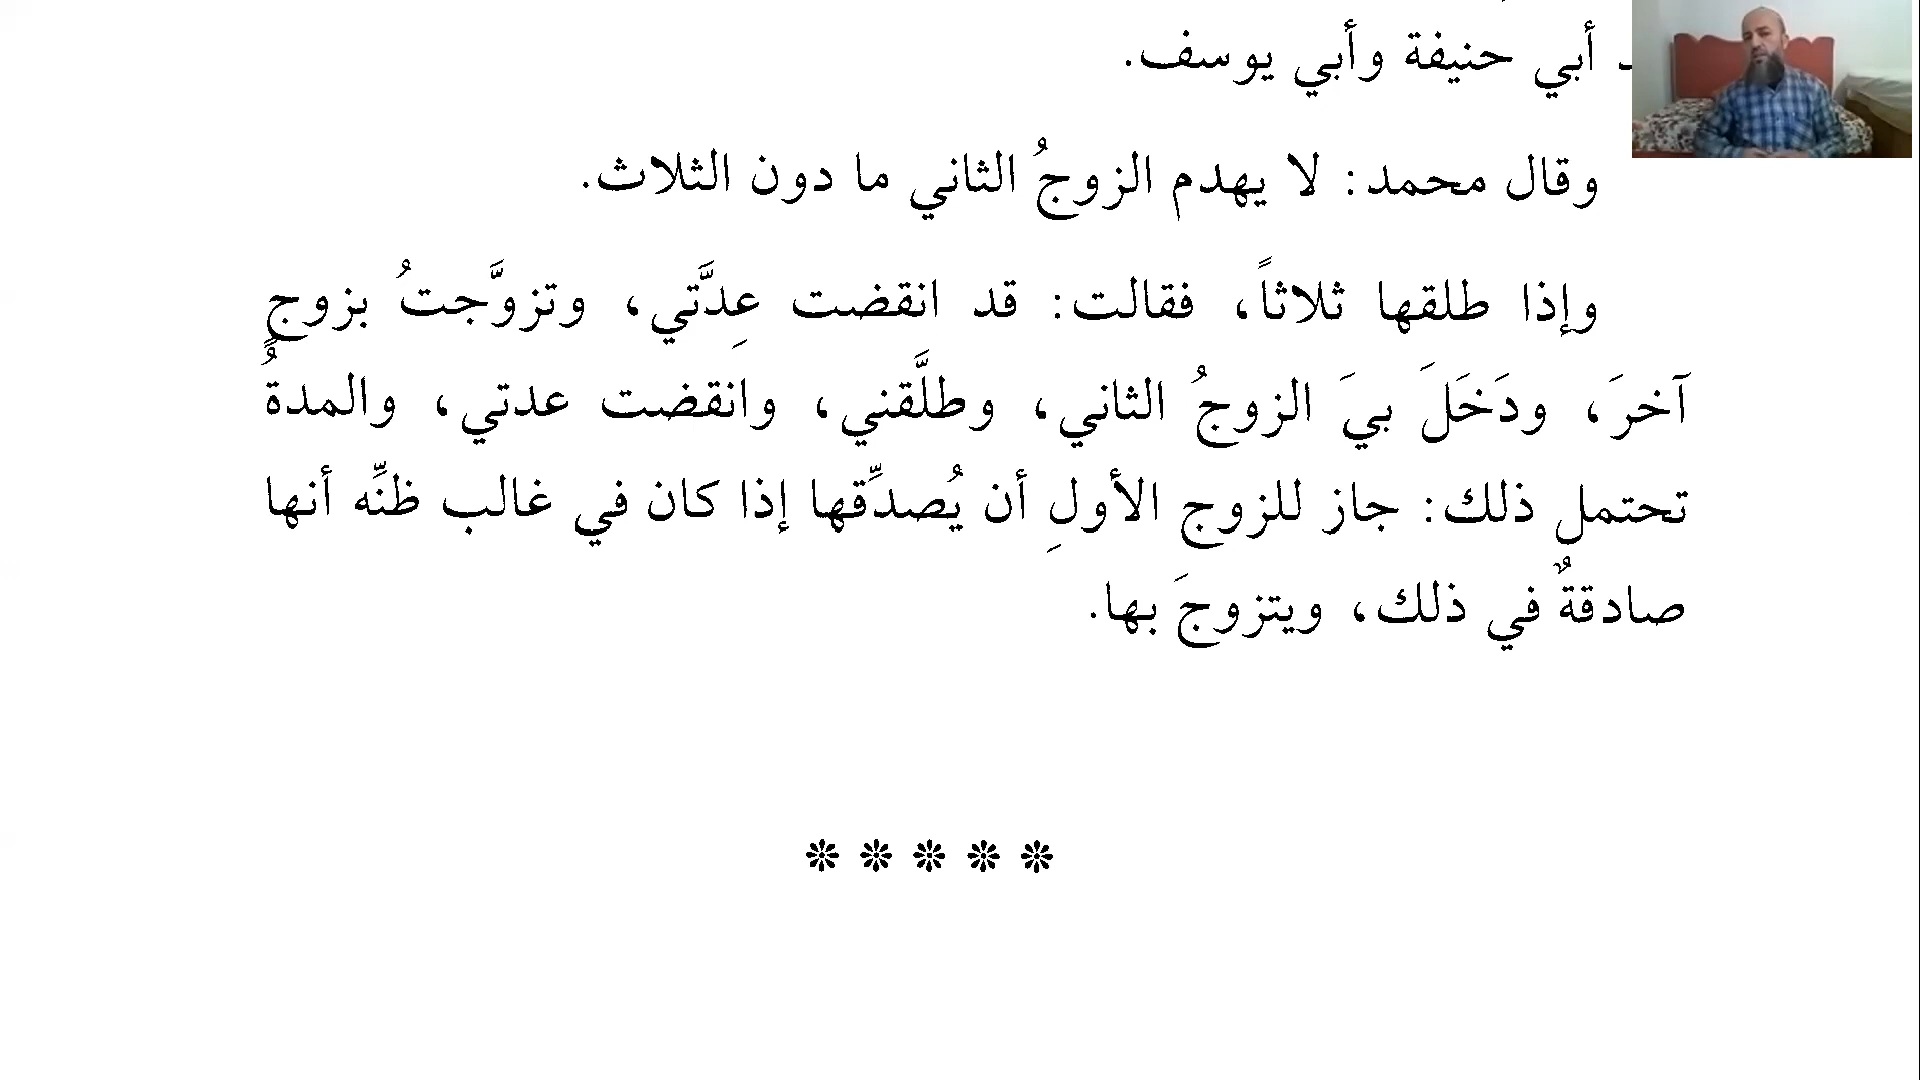 أبي حنيفة وأبي يوسف.
وقال محمد: لا يهدم الزوجُ الثاني ما دون الثلاث.
وإذا طلقها ثلاثاً، فقالت: قد انقضت عِدَّتي، وتزوَّجتُ بزوجٍ
آخرَ، ودَخَلَ بيَ الزوجُ الثاني، وطلَّقني، وانقضت عدتي، والمدةُ
تحتمل ذلك: جاز للزوج الأولِ أن يُصدِّقها إذا كان في غالب ظنِّه أنها
صادقةٌ في ذلك، ويتزوجَ بها.